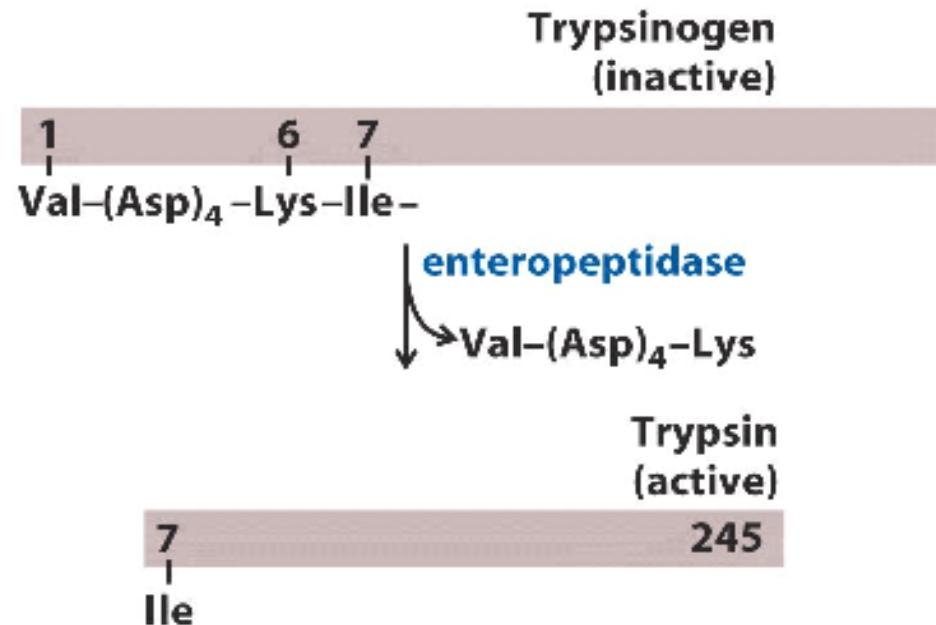 Trypsinogen
(inactive)
1 6 7
Val–(Asp)₄–Lys–Ile–
enteropeptidase
Val–(Asp)₄–Lys
Trypsin
(active)
7 245
Ile